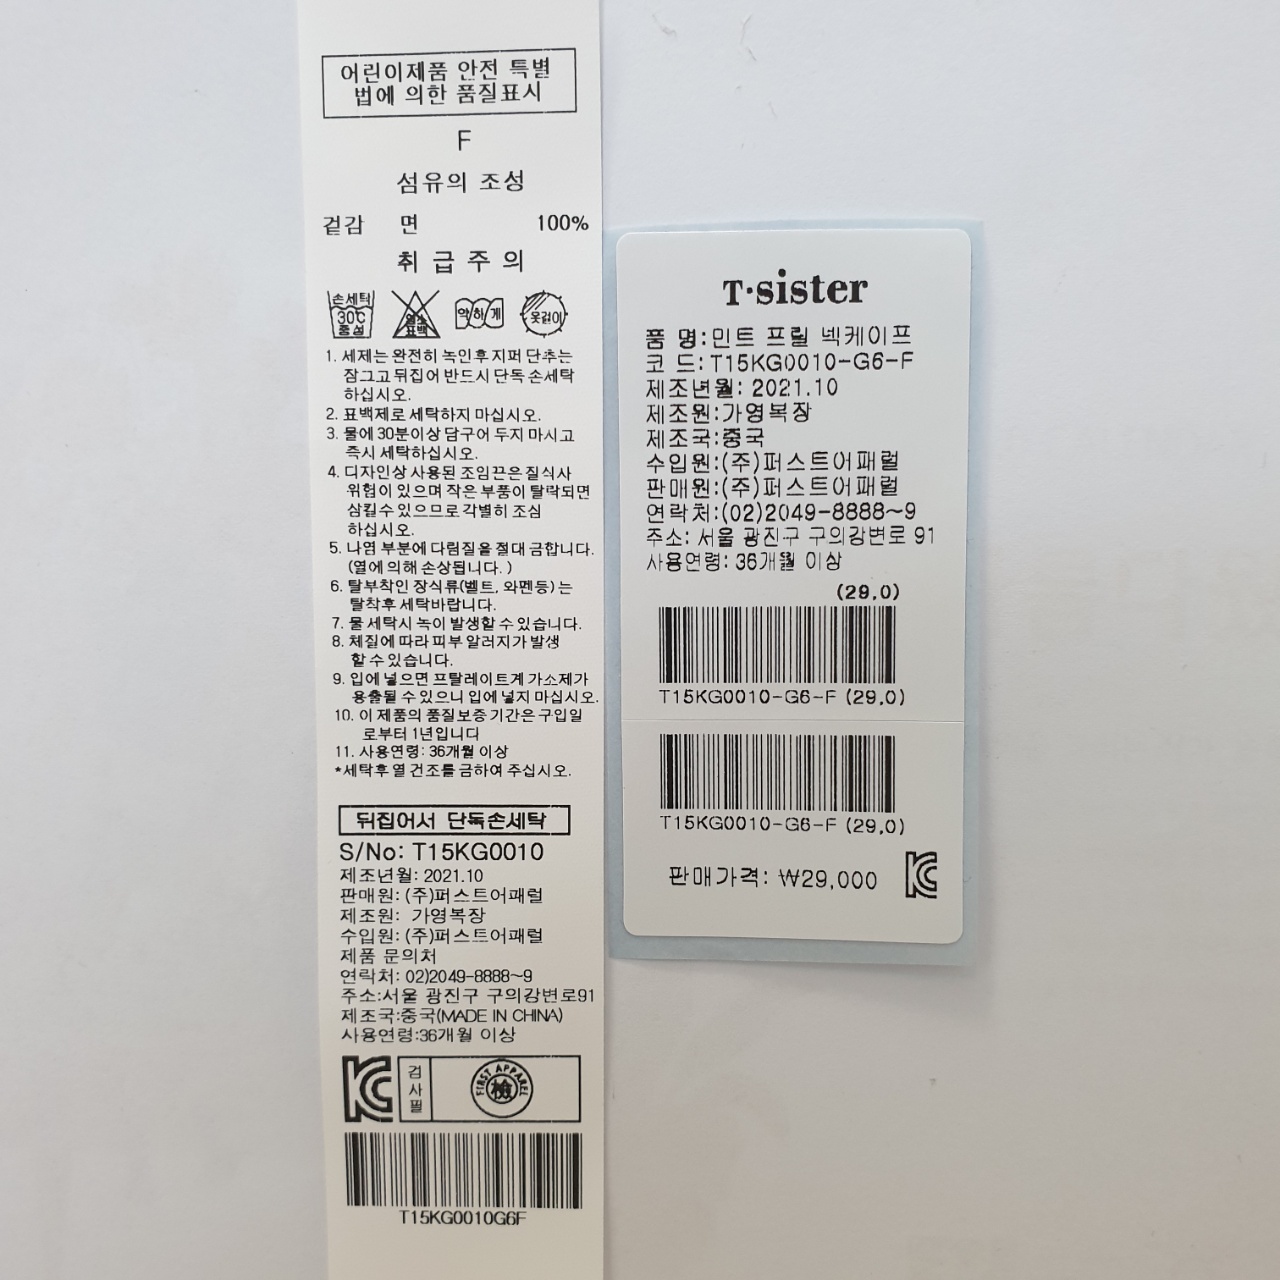 어린이제품 안전 특별
법에 의한 품질표시
F
섬유의 조성
겉감 면 100%
취급주의
손세탁
30℃
중성
염소
표백
약하게
옷걸이
1. 세제는 완전히 녹인후 지퍼 단추는
잠그고 뒤집어 반드시 단독 손세탁
하십시오.
2. 표백제로 세탁하지 마십시오.
3. 물에 30분이상 담구어 두지 마시고
즉시 세탁하십시오.
4. 디자인상 사용된 조임끈은 질식사
위험이 있으며 작은 부품이 탈락되면
삼킬수 있으므로 각별히 조심
하십시오.
5. 나염 부분에 다림질을 절대 금합니다.
(열에 의해 손상됩니다. )
6. 탈부착인 장식류(벨트, 와펜등) 는
탈착후 세탁바랍니다.
7. 물 세탁시 녹이 발생할 수 있습니다.
8. 체질에 따라 피부 알러지가 발생
할 수 있습니다.
9. 입에 넣으면 프탈레이트계 가소제가
용출될 수 있으니 입에 넣지 마십시오.
10. 이 제품의 품질보증 기간은 구입일
로부터 1년입니다
11. 사용연령: 36개월 이상
*세탁후 열 건조를 금하여 주십시오.
뒤집어서 단독손세탁
S/No: T15KG0010
제조년월: 2021.10
판매원: (주)퍼스트어패럴
제조원: 가영복장
수입원: (주)퍼스트어패럴
제품 문의처
연락처: 02)2049-8888~9
주소:서울 광진구 구의강변로91
제조국:중국(MADE IN CHINA)
사용연령:36개월 이상
KC
검사필
FIRST APPAREL
檢
T15KG0010G6F
T·sister
품 명:민트 프릴 넥케이프
코 드:T15KG0010-G6-F
제조년월: 2021.10
제조원:가영복장
제조국:중국
수입원:(주)퍼스트어패럴
판매원:(주)퍼스트어패럴
연락처:(02)2049-8888~9
주소: 서울 광진구 구의강변로 91
사용연령: 36개월 이상
(29.0)
T15KG0010-G6-F (29.0)
T15KG0010-G6-F (29.0)
판매가격: ₩29,000
KC